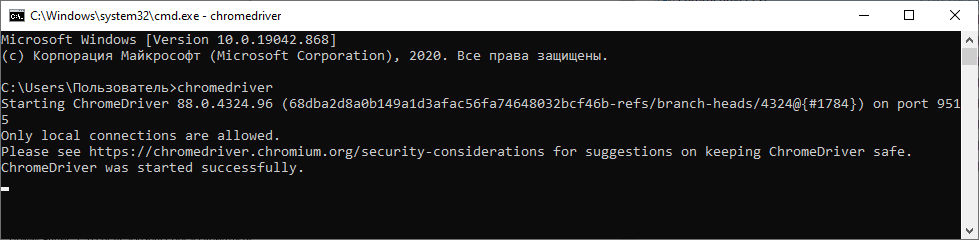 C:\Windows\system32\cmd.exe - chromedriver
Microsoft Windows [Version 10.0.19042.868]
(c) Корпорация Майкрософт (Microsoft Corporation), 2020. Все права защищены.
C:\Users\Пользователь>chromedriver
Starting ChromeDriver 88.0.4324.96 (68dba2d8a0b149a1d3afac56fa74648032bcf46b-refs/branch-heads/4324@{#1784}) on port 951
5
Only local connections are allowed.
Please see https://chromedriver.chromium.org/security-considerations for suggestions on keeping ChromeDriver safe.
ChromeDriver was started successfully.